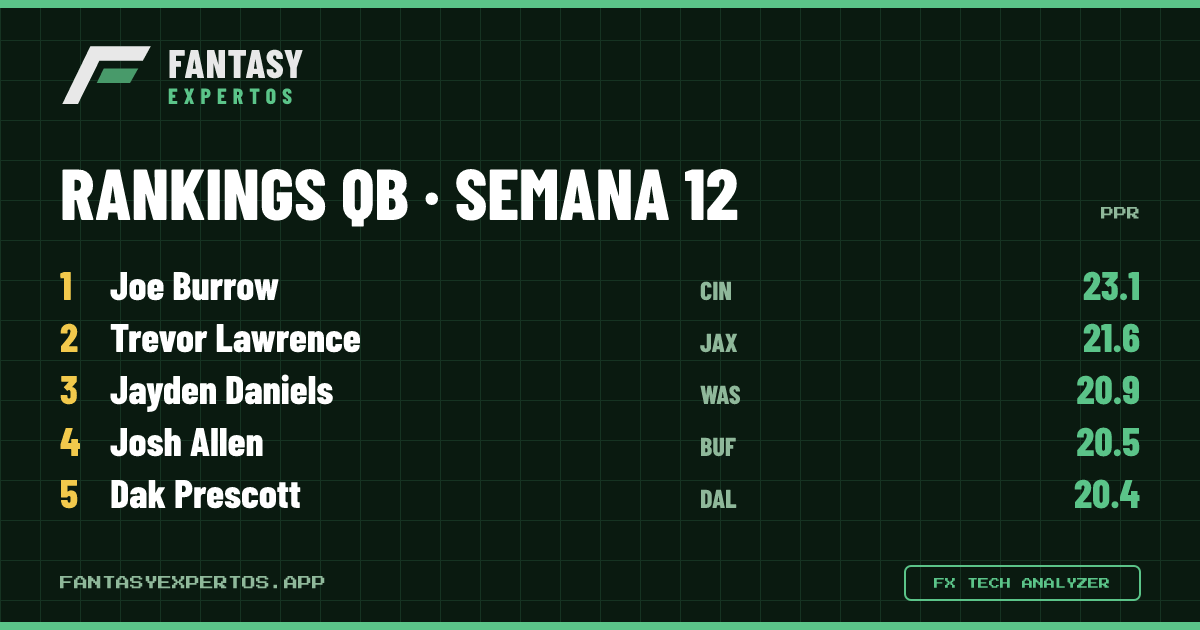 FANTASY
EXPERTOS
RANKINGS QB · SEMANA 12
PPR
1 Joe Burrow CIN 23.1
2 Trevor Lawrence JAX 21.6
3 Jayden Daniels WAS 20.9
4 Josh Allen BUF 20.5
5 Dak Prescott DAL 20.4
FANTASYEXPERTOS.APP
FX TECH ANALYZER